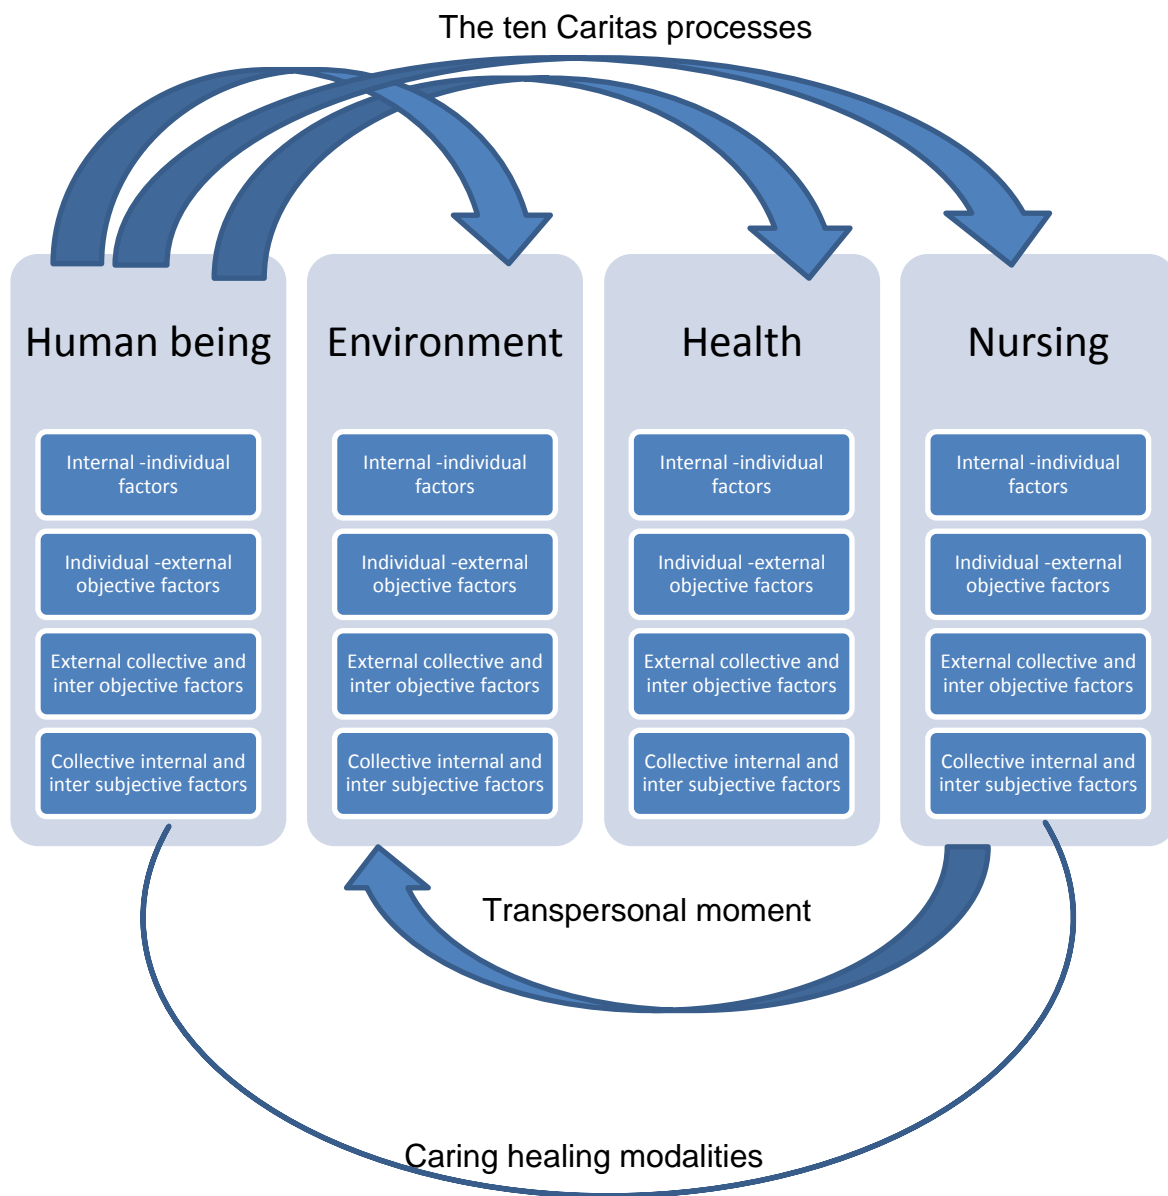 The ten Caritas processes
Human being
Internal -individual
factors
Individual -external
objective factors
External collective and
inter objective factors
Collective internal and
inter subjective factors
Environment
Internal -individual
factors
Individual -external
objective factors
External collective and
inter objective factors
Collective internal and
inter subjective factors
Health
Internal -individual
factors
Individual -external
objective factors
External collective and
inter objective factors
Collective internal and
inter subjective factors
Nursing
Internal -individual
factors
Individual -external
objective factors
External collective and
inter objective factors
Collective internal and
inter subjective factors
Transpersonal moment
Caring healing modalities